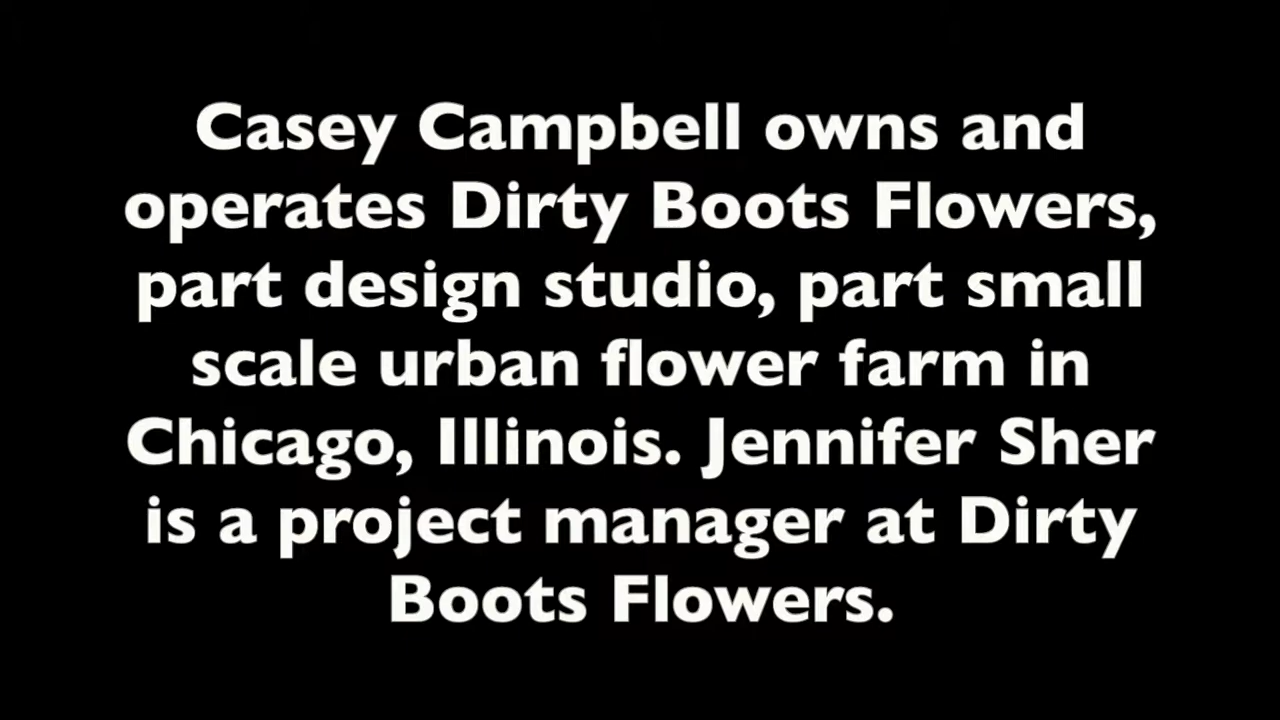 Casey Campbell owns and
operates Dirty Boots Flowers,
part design studio, part small
scale urban flower farm in
Chicago, Illinois. Jennifer Sher
is a project manager at Dirty
Boots Flowers.